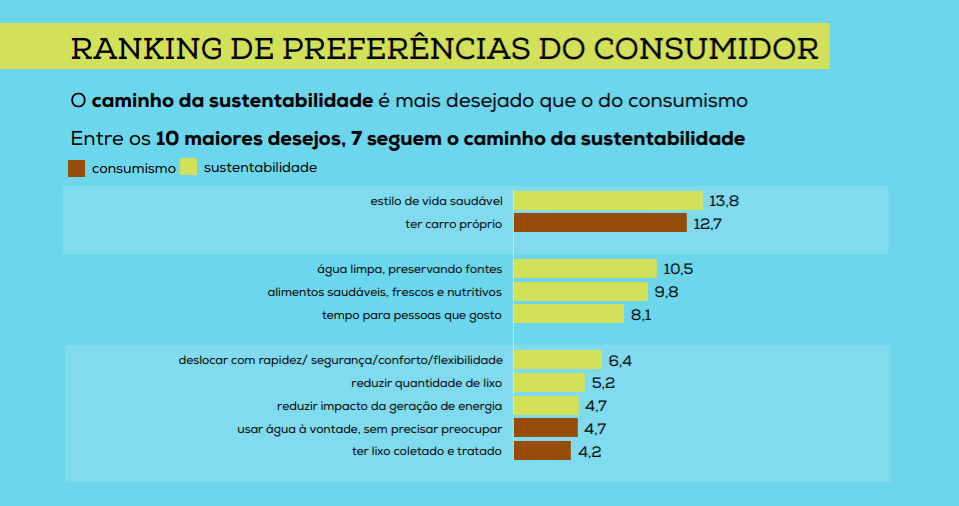 RANKING DE PREFERÊNCIAS DO CONSUMIDOR
O caminho da sustentabilidade é mais desejado que o do consumismo
Entre os 10 maiores desejos, 7 seguem o caminho da sustentabilidade
consumismo sustentabilidade
estilo de vida saudável 13,8
ter carro próprio 12,7
água limpa, preservando fontes 10,5
alimentos saudáveis, frescos e nutritivos 9,8
tempo para pessoas que gosto 8,1
deslocar com rapidez/ segurança/conforto/flexibilidade 6,4
reduzir quantidade de lixo 5,2
reduzir impacto da geração de energia 4,7
usar água à vontade, sem precisar preocupar 4,7
ter lixo coletado e tratado 4,2